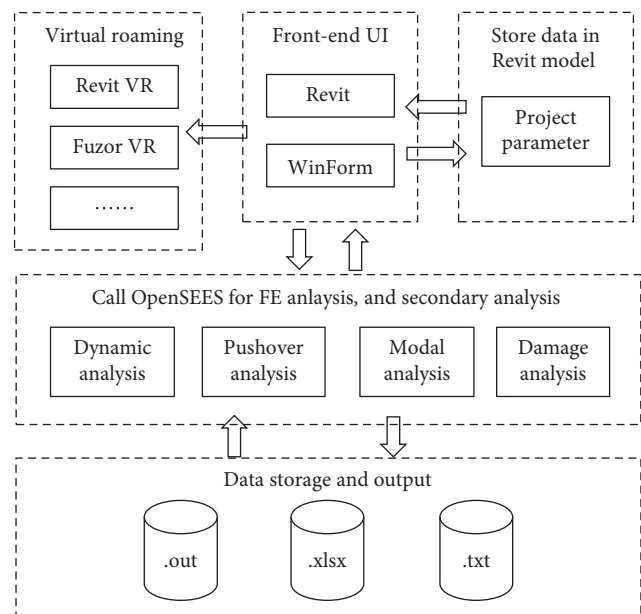 Virtual roaming
Revit VR
Fuzor VR
......
Front-end UI
Revit
WinForm
Store data in
Revit model
Project
parameter
Call OpenSEES for FE anlaysis, and secondary analysis
Dynamic
analysis
Pushover
analysis
Modal
analysis
Damage
analysis
Data storage and output
.out
.xlsx
.txt